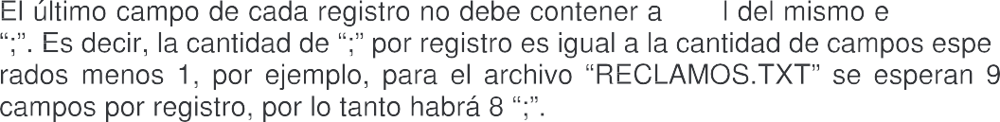 El último campo de cada registro no debe contener a l del mismo e
“;”. Es decir, la cantidad de “;” por registro es igual a la cantidad de campos espe
rados menos 1, por ejemplo, para el archivo “RECLAMOS.TXT” se esperan 9
campos por registro, por lo tanto habrá 8 “;”.